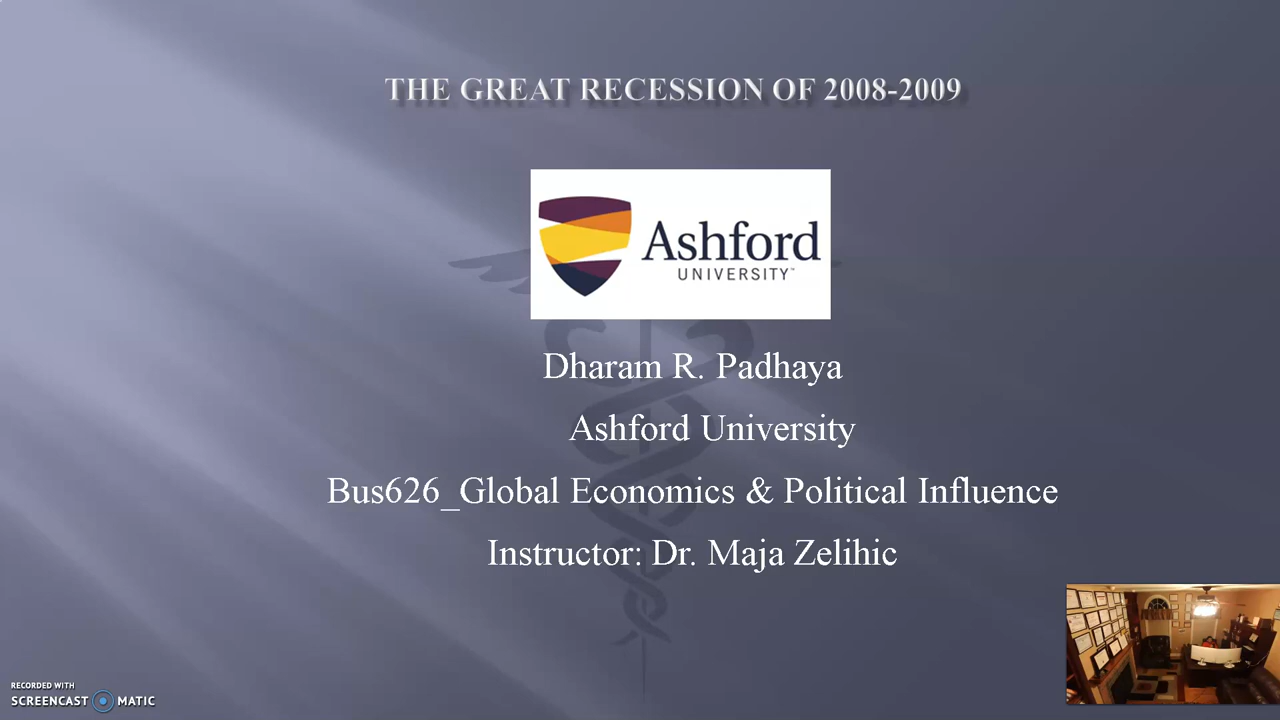 THE GREAT RECESSION OF 2008-2009
Ashford
UNIVERSITY™
Dharam R. Padhaya
Ashford University
Bus626_Global Economics & Political Influence
Instructor: Dr. Maja Zelihic
RECORDED WITH
SCREENCAST MATIC